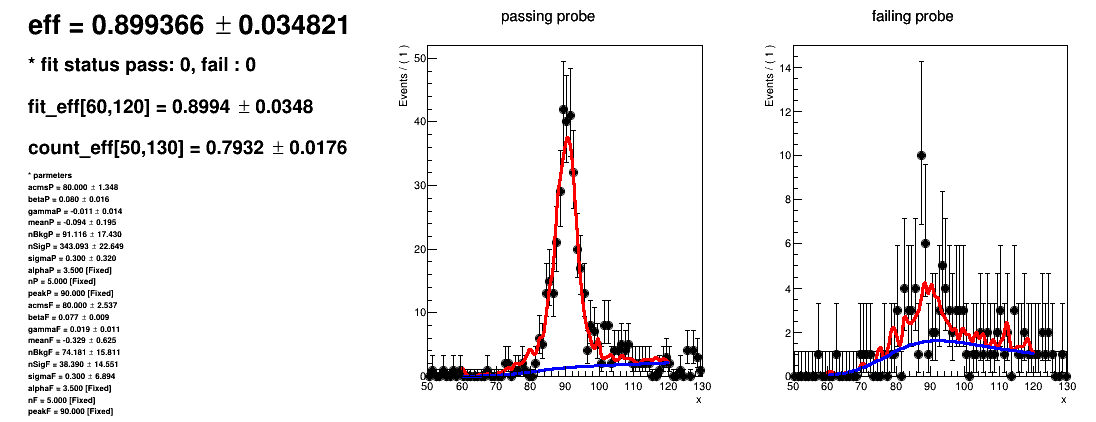 eff = 0.899366 ± 0.034821
* fit status pass: 0, fail : 0
fit_eff[60,120] = 0.8994 ± 0.0348
count_eff[50,130] = 0.7932 ± 0.0176
* parmeters
acmsP = 80.000 ± 1.348
betaP = 0.080 ± 0.016
gammaP = -0.011 ± 0.014
meanP = -0.094 ± 0.195
nBkgP = 91.116 ± 17.430
nSigP = 343.093 ± 22.649
sigmaP = 0.300 ± 0.320
alphaP = 3.500 [Fixed]
nP = 5.000 [Fixed]
peakP = 90.000 [Fixed]
acmsF = 80.000 ± 2.537
betaF = 0.077 ± 0.009
gammaF = 0.019 ± 0.011
meanF = -0.329 ± 0.625
nBkgF = 74.181 ± 15.811
nSigF = 38.390 ± 14.551
sigmaF = 0.300 ± 6.894
alphaF = 3.500 [Fixed]
nF = 5.000 [Fixed]
peakF = 90.000 [Fixed]
passing probe
Events / ( 1 )
50
40
30
20
10
0
50 60 70 80 90 100 110 120 130
x
failing probe
Events / ( 1 )
14
12
10
8
6
4
2
0
50 60 70 80 90 100 110 120 130
x